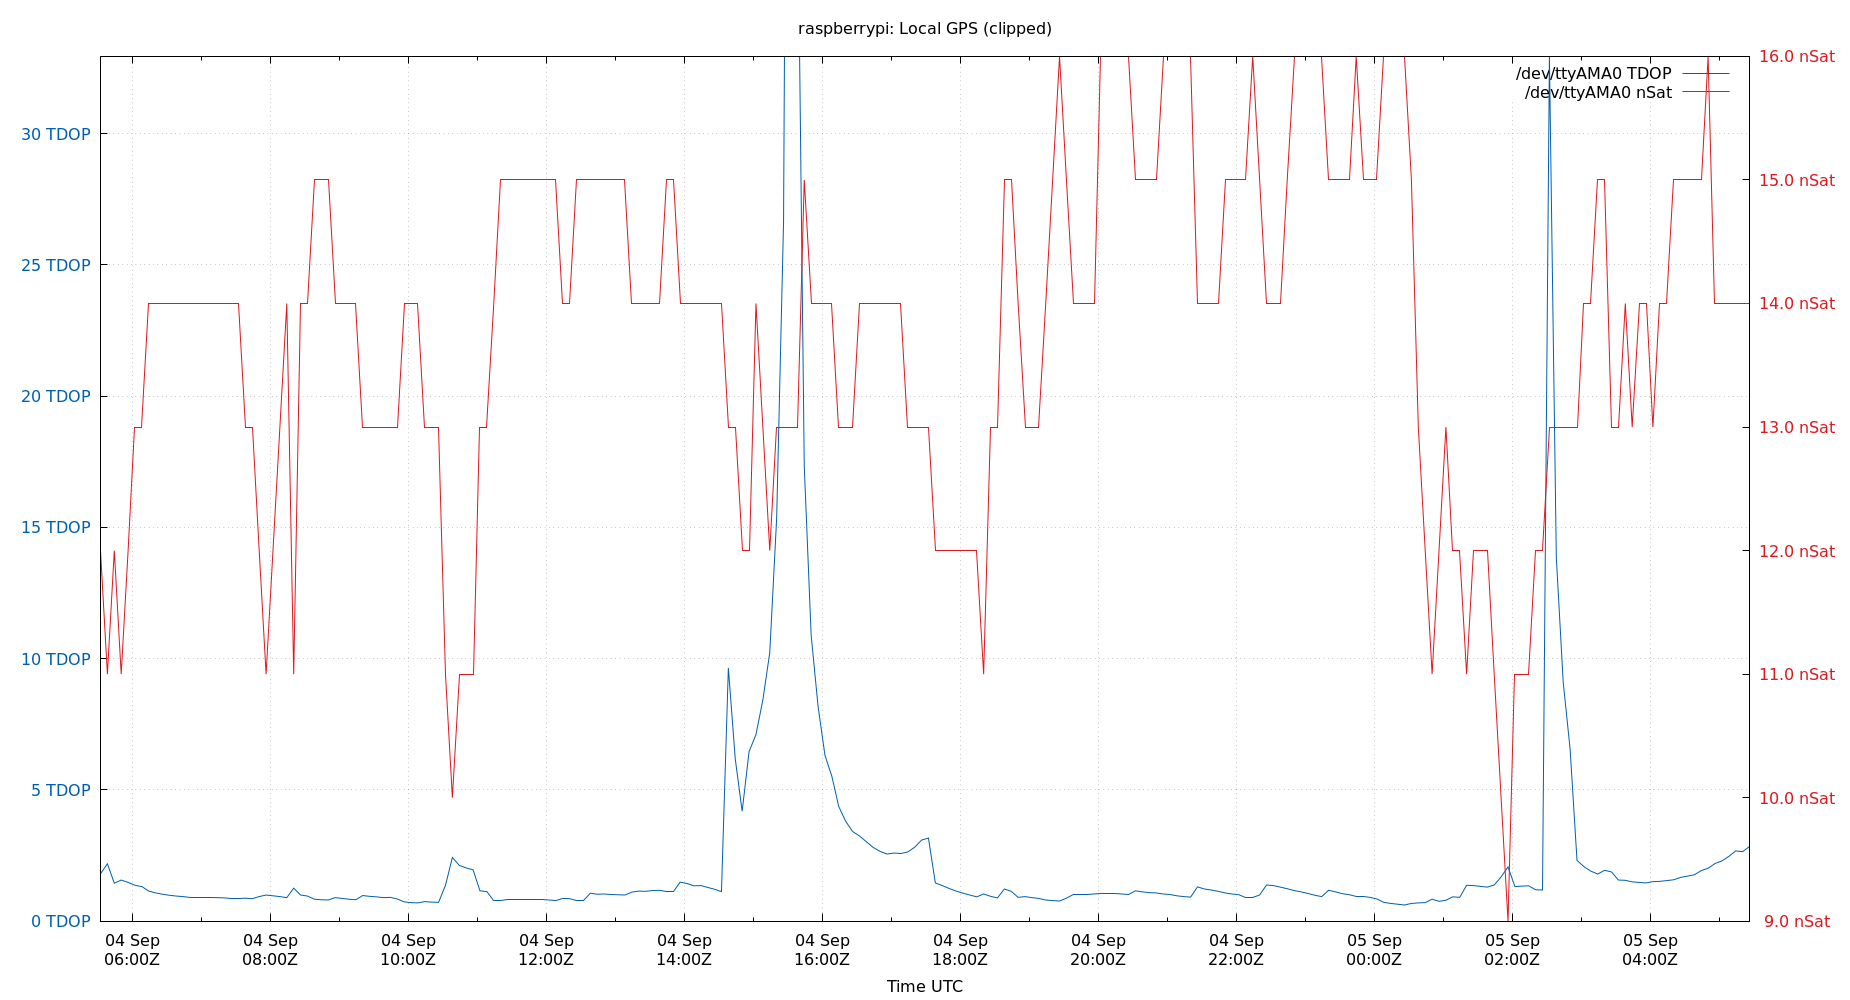 raspberrypi: Local GPS (clipped)
16.0 nSat
/dev/ttyAMA0 TDOP
/dev/ttyAMA0 nSat
30 TDOP
15.0 nSat
25 TDOP
14.0 nSat
20 TDOP
13.0 nSat
15 TDOP
12.0 nSat
10 TDOP
11.0 nSat
5 TDOP
10.0 nSat
0 TDOP
9.0 nSat
04 Sep 04 Sep 04 Sep 04 Sep 04 Sep 04 Sep 04 Sep 04 Sep 04 Sep 05 Sep 05 Sep 05 Sep
06:00Z 08:00Z 10:00Z 12:00Z 14:00Z 16:00Z 18:00Z 20:00Z 22:00Z 00:00Z 02:00Z 04:00Z
Time UTC